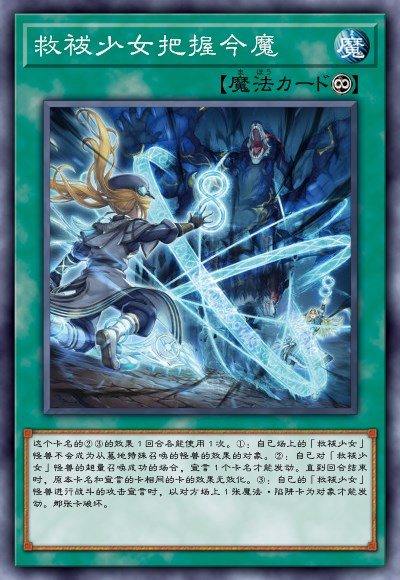 救祓少女把握今魔
魔
【魔法カード】
まほう
这个卡名的②③的效果1回合各能使用1次。①：自己场上的「救祓少女」
怪兽不会成为从墓地特殊召唤的怪兽的效果的对象。②：自己对「救祓少
女」怪兽的超量召唤成功的场合，宣言1个卡名才能发动。直到回合结束
时，原本卡名和宣言的卡相同的卡的效果无效化。③：自己的「救祓少女」
怪兽进行战斗的攻击宣言时，以对方场上1张魔法·陷阱卡为对象才能发
动。那张卡破坏。